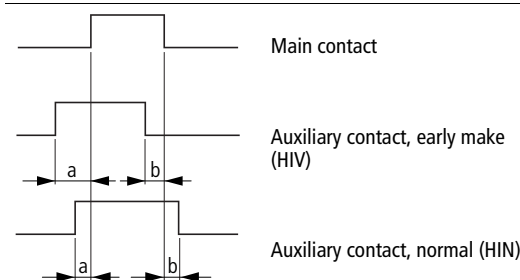 Main contact
Auxiliary contact, early make
(HIV)
a b
Auxiliary contact, normal (HIN)
a b